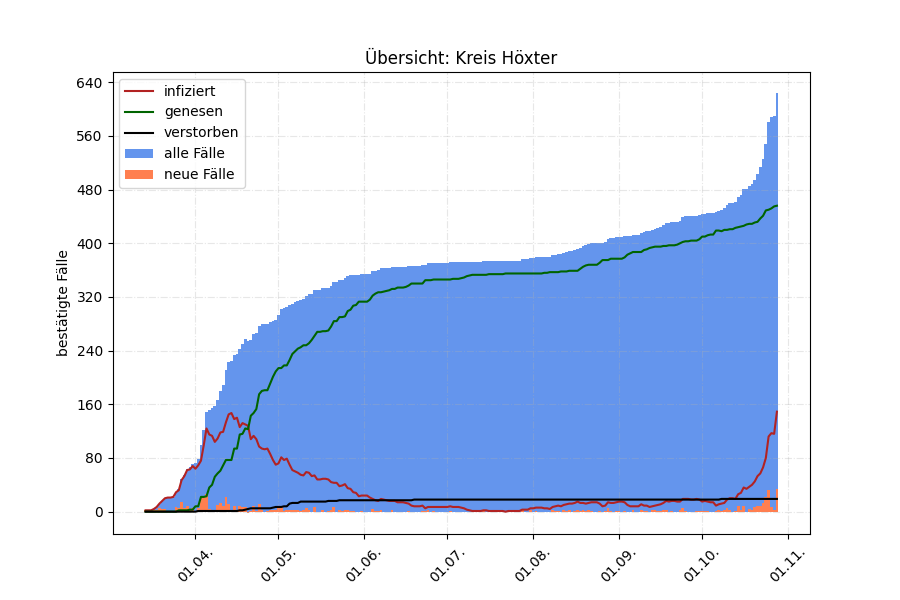 Übersicht: Kreis Höxter
infiziert
genesen
verstorben
alle Fälle
neue Fälle
bestätigte Fälle
640
560
480
400
320
240
160
80
0
01.04.
01.05.
01.06.
01.07.
01.08.
01.09.
01.10.
01.11.